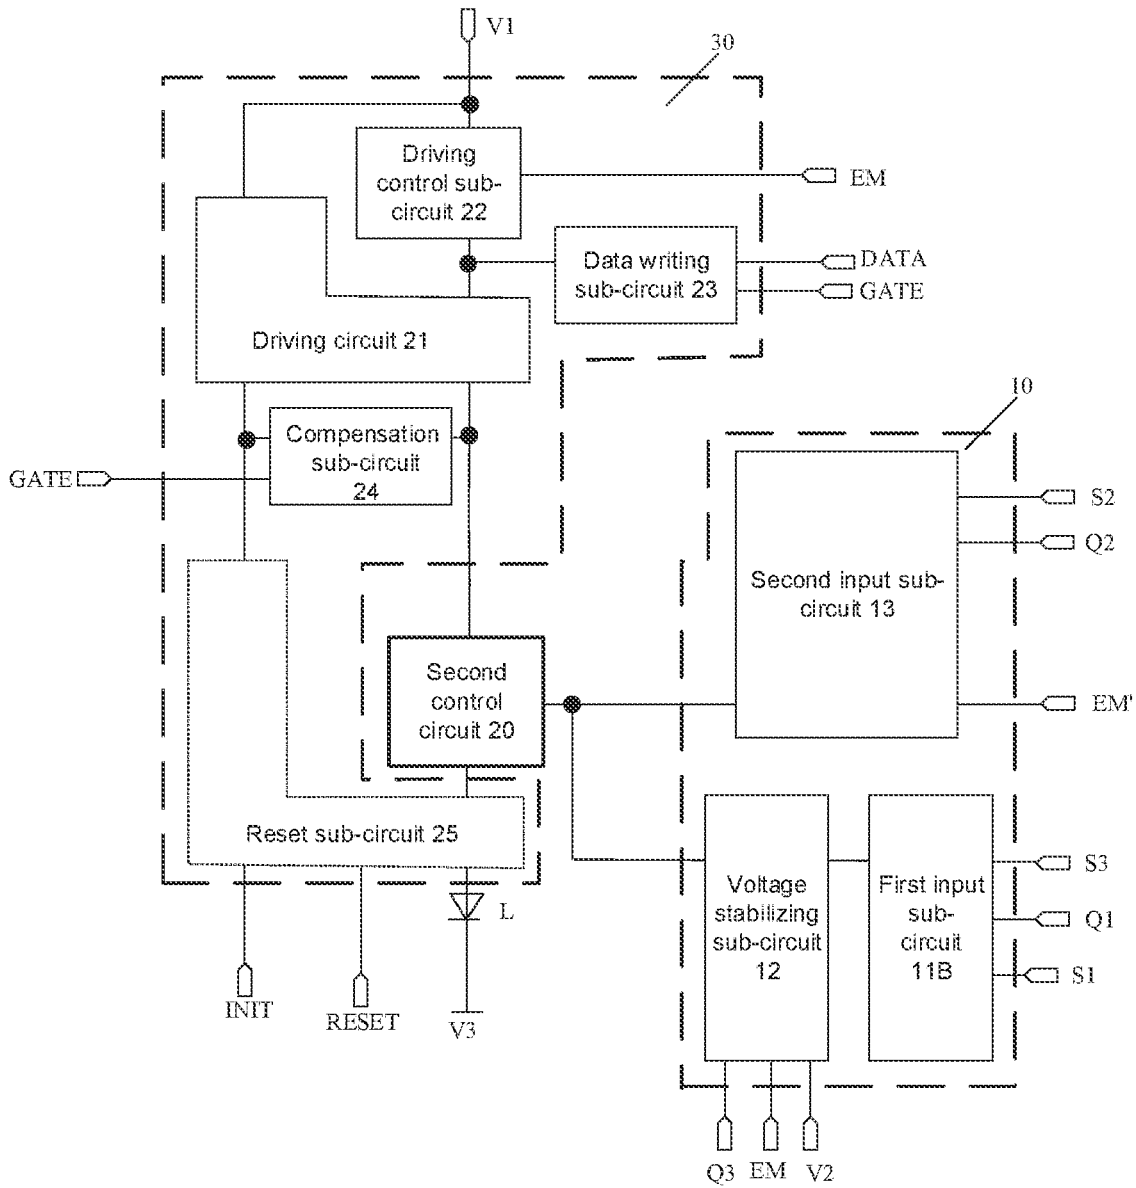 V1
30
Driving
control sub-
circuit 22
EM
Data writing
sub-circuit 23
DATA
GATE
Driving circuit 21
10
Compensation
sub-circuit
24
GATE
S2
Q2
Second input sub-
circuit 13
Second
control
circuit 20
EM'
Reset sub-circuit 25
Voltage
stabilizing
sub-circuit
12
First input
sub-
circuit
11B
S3
Q1
S1
L
INIT
RESET
V3
Q3
EM
V2